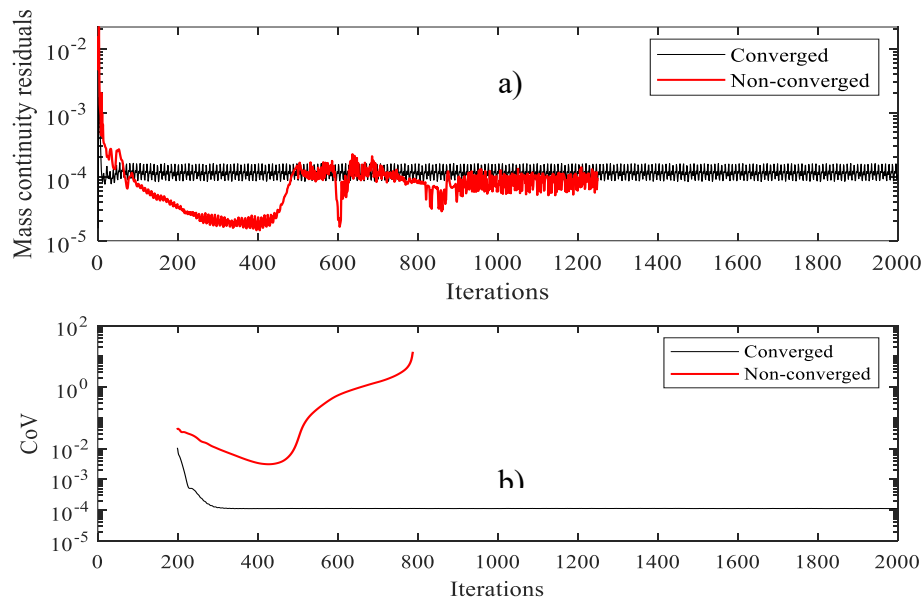 Mass continuity residuals
10^-2
10^-3
10^-4
10^-5
Converged
Non-converged
a)
0 200 400 600 800 1000 1200 1400 1600 1800 2000
Iterations
CoV
10^2
10^0
10^-2
10^-3
10^-4
10^-5
Converged
Non-converged
b)
0 200 400 600 800 1000 1200 1400 1600 1800 2000
Iterations